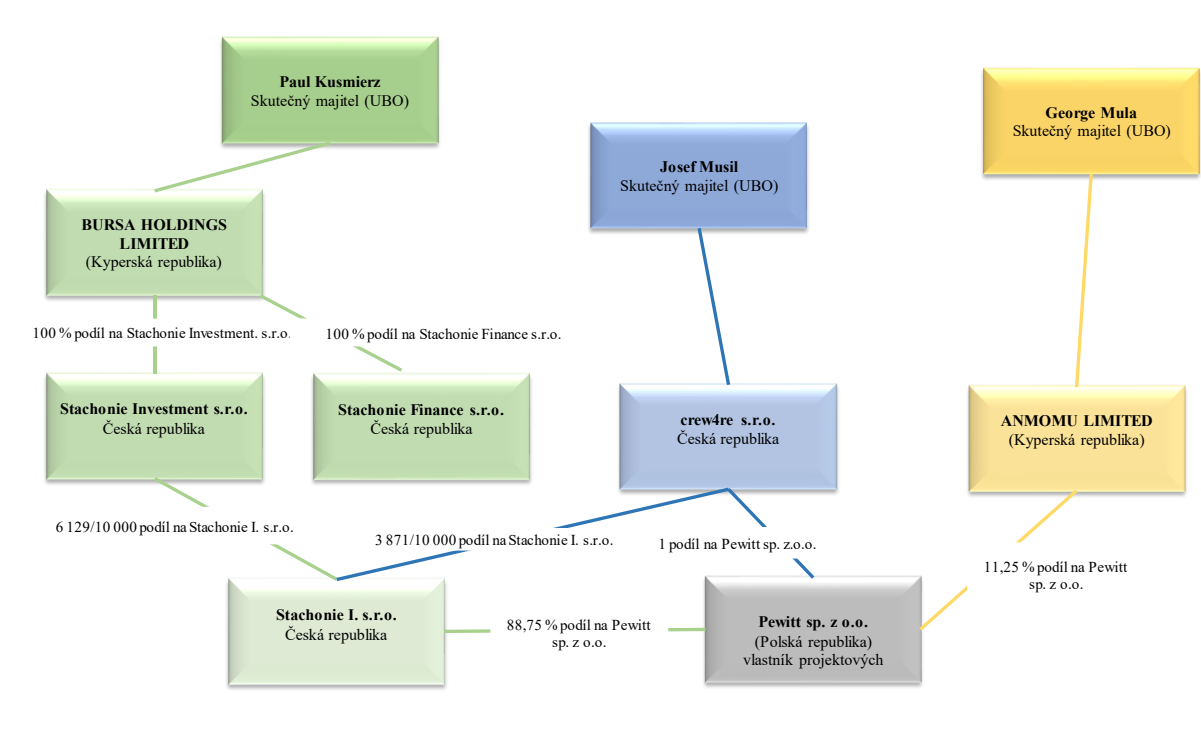 Paul Kusmierz
Skutečný majitel (UBO)
George Mula
Skutečný majitel (UBO)
Josef Musil
Skutečný majitel (UBO)
BURSA HOLDINGS
LIMITED
(Kyperská republika)
100 % podíl na Stachonie Investment. s.r.o.
100 % podíl na Stachonie Finance s.r.o.
Stachonie Investment s.r.o.
Česká republika
Stachonie Finance s.r.o.
Česká republika
crew4re s.r.o.
Česká republika
ANMOMU LIMITED
(Kyperská republika)
6 129/10 000 podíl na Stachonie I. s.r.o.
3 871/10 000 podíl na Stachonie I. s.r.o.
1 podíl na Pewitt sp. z.o.o.
11,25 % podíl na Pewitt
sp. z o.o.
Stachonie I. s.r.o.
Česká republika
88,75 % podíl na Pewitt
sp. z o.o.
Pewitt sp. z o.o.
(Polská republika)
vlastník projektových